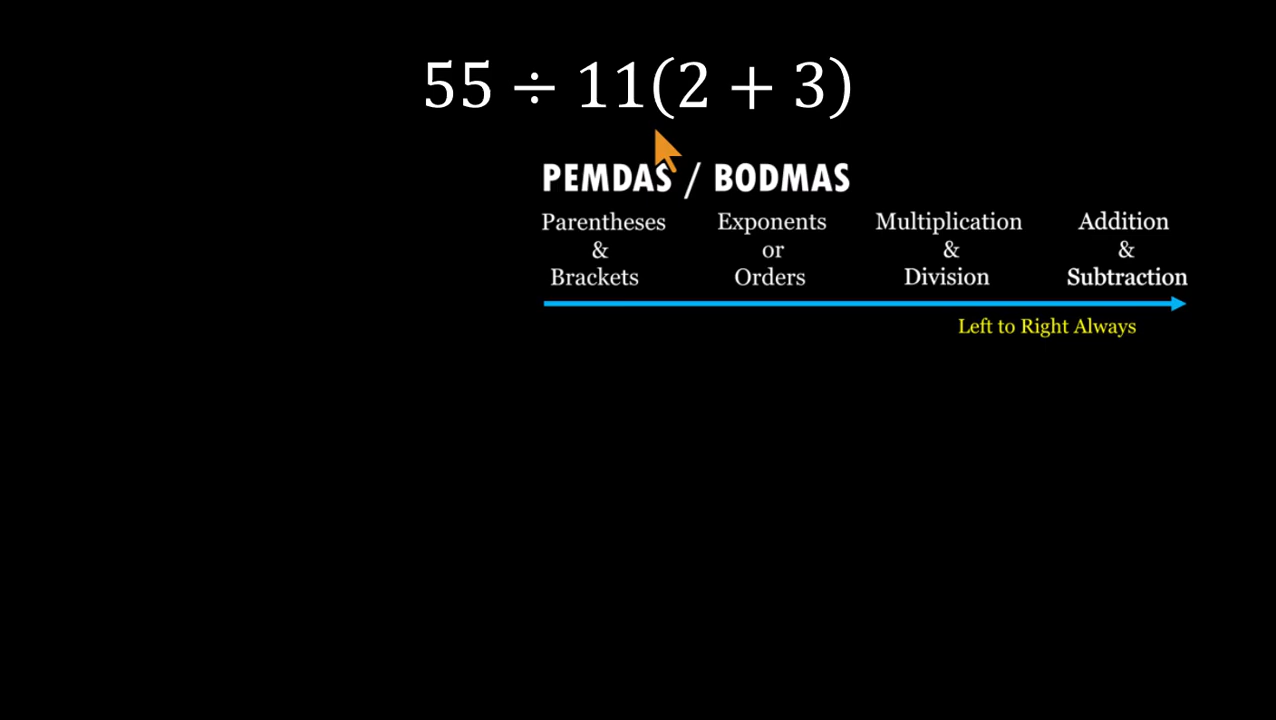 55 ÷ 11(2 + 3)
PEMDAS / BODMAS
Parentheses & Brackets
Exponents or Orders
Multiplication & Division
Addition & Subtraction
Left to Right Always